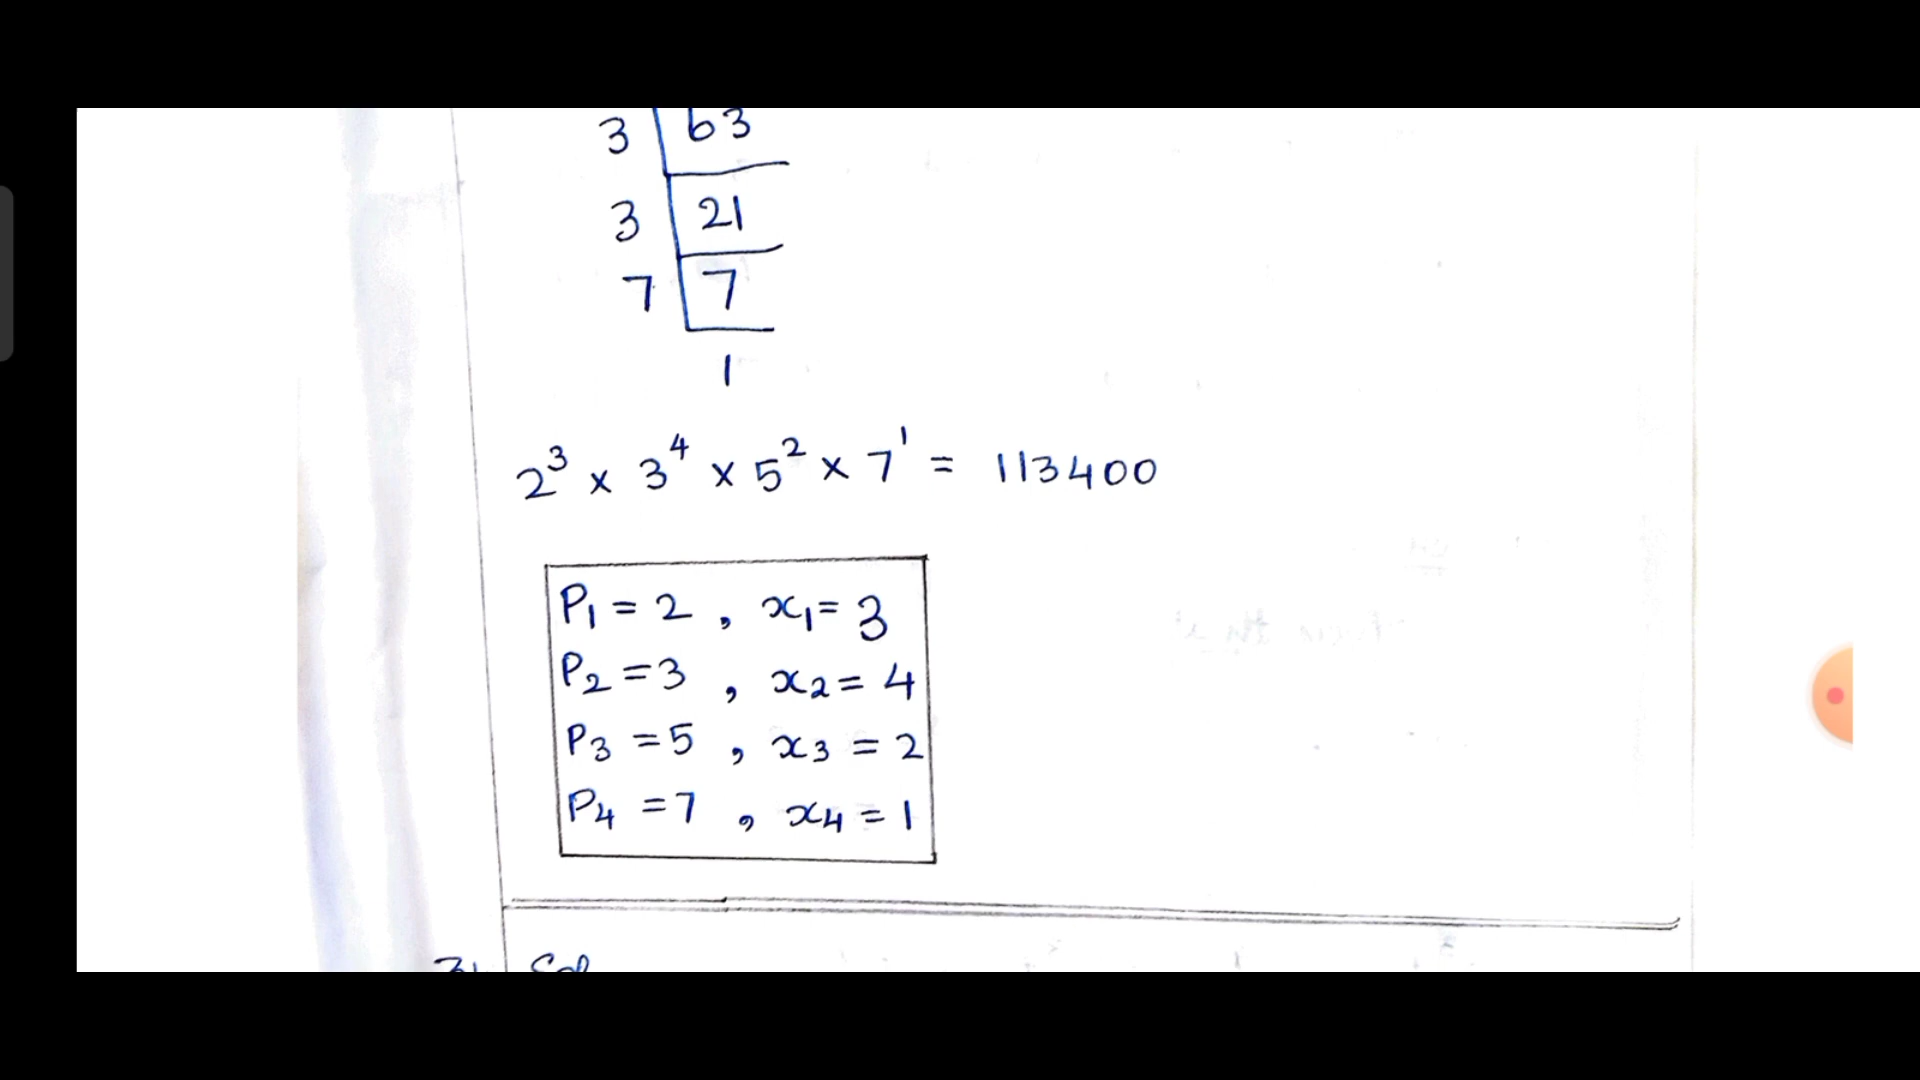 3 | 63
3 | 21
7 | 7
1
2³ × 3⁴ × 5² × 7¹ = 113400
P₁ = 2 , x₁ = 3
P₂ = 3 , x₂ = 4
P₃ = 5 , x₃ = 2
P₄ = 7 , x₄ = 1